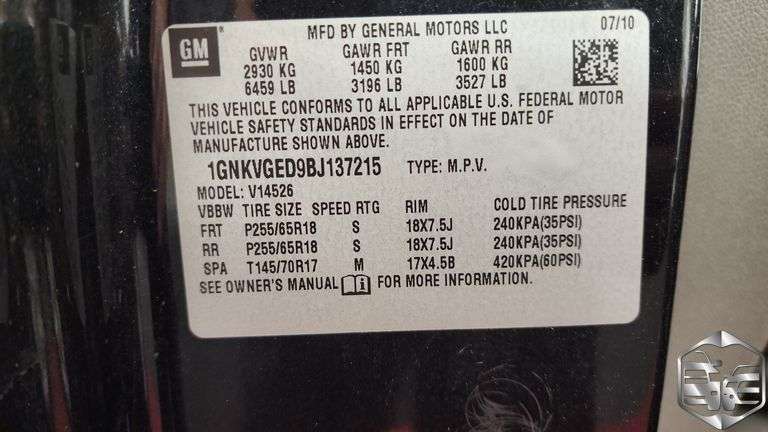 GM
MFD BY GENERAL MOTORS LLC 07/10
GVWR GAWR FRT GAWR RR
2930 KG 1450 KG 1600 KG
6459 LB 3196 LB 3527 LB
THIS VEHICLE CONFORMS TO ALL APPLICABLE U.S. FEDERAL MOTOR
VEHICLE SAFETY STANDARDS IN EFFECT ON THE DATE OF
MANUFACTURE SHOWN ABOVE.
1GNKVGED9BJ137215 TYPE: M.P.V.
MODEL: V14526
VBBW TIRE SIZE SPEED RTG RIM COLD TIRE PRESSURE
FRT P255/65R18 S 18X7.5J 240KPA(35PSI)
RR P255/65R18 S 18X7.5J 240KPA(35PSI)
SPA T145/70R17 M 17X4.5B 420KPA(60PSI)
SEE OWNER'S MANUAL FOR MORE INFORMATION.